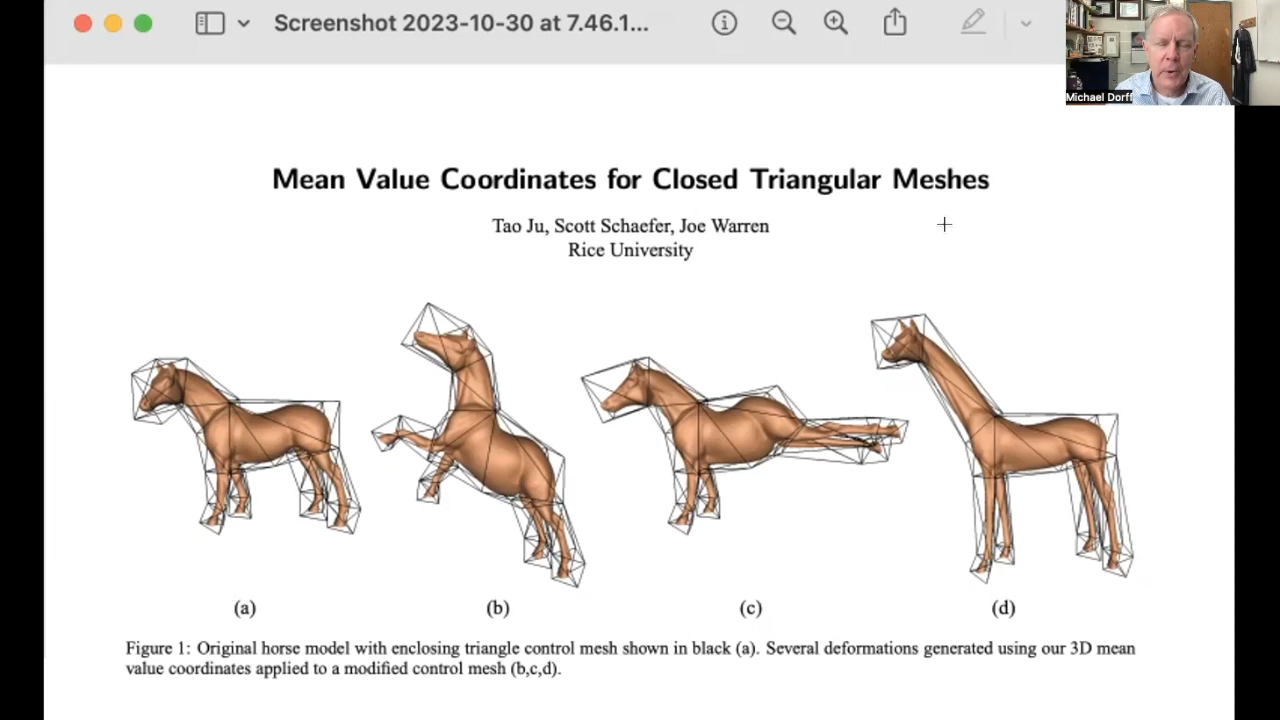 Screenshot 2023-10-30 at 7.46.1...
Michael Dorff
Mean Value Coordinates for Closed Triangular Meshes
Tao Ju, Scott Schaefer, Joe Warren
Rice University
(a)
(b)
(c)
(d)
Figure 1: Original horse model with enclosing triangle control mesh shown in black (a). Several deformations generated using our 3D mean
value coordinates applied to a modified control mesh (b,c,d).